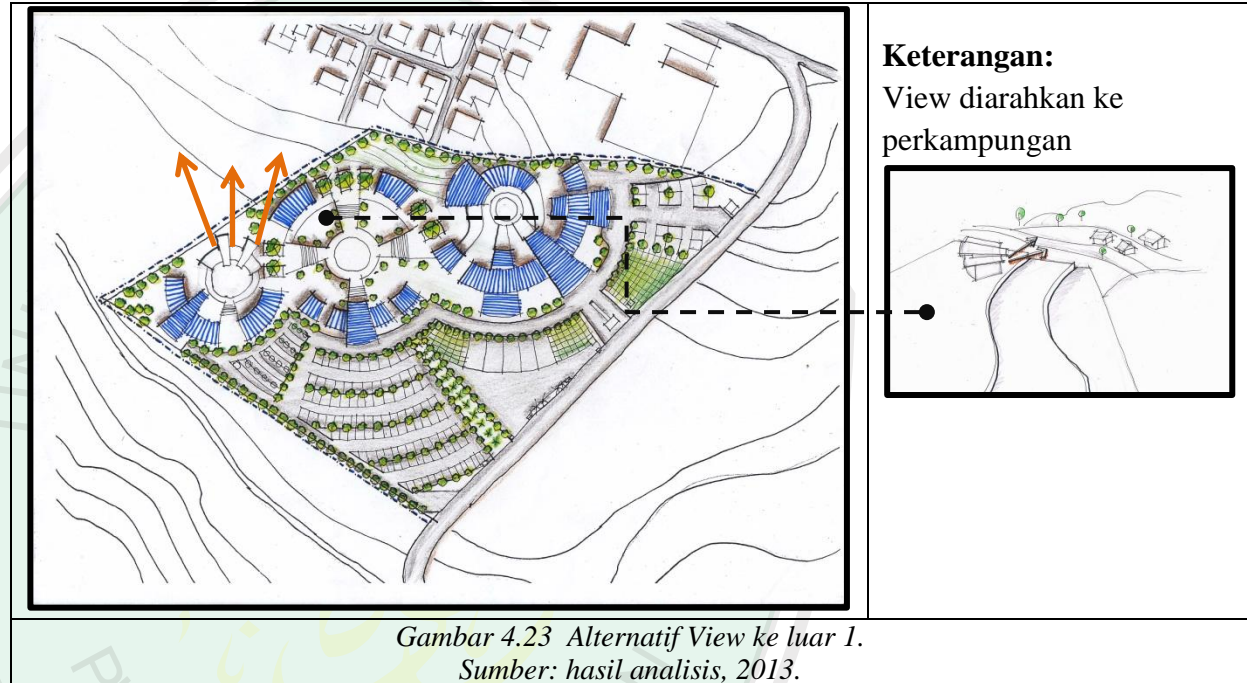 Keterangan:
View diarahkan ke
perkampungan
Gambar 4.23 Alternatif View ke luar 1.
Sumber: hasil analisis, 2013.